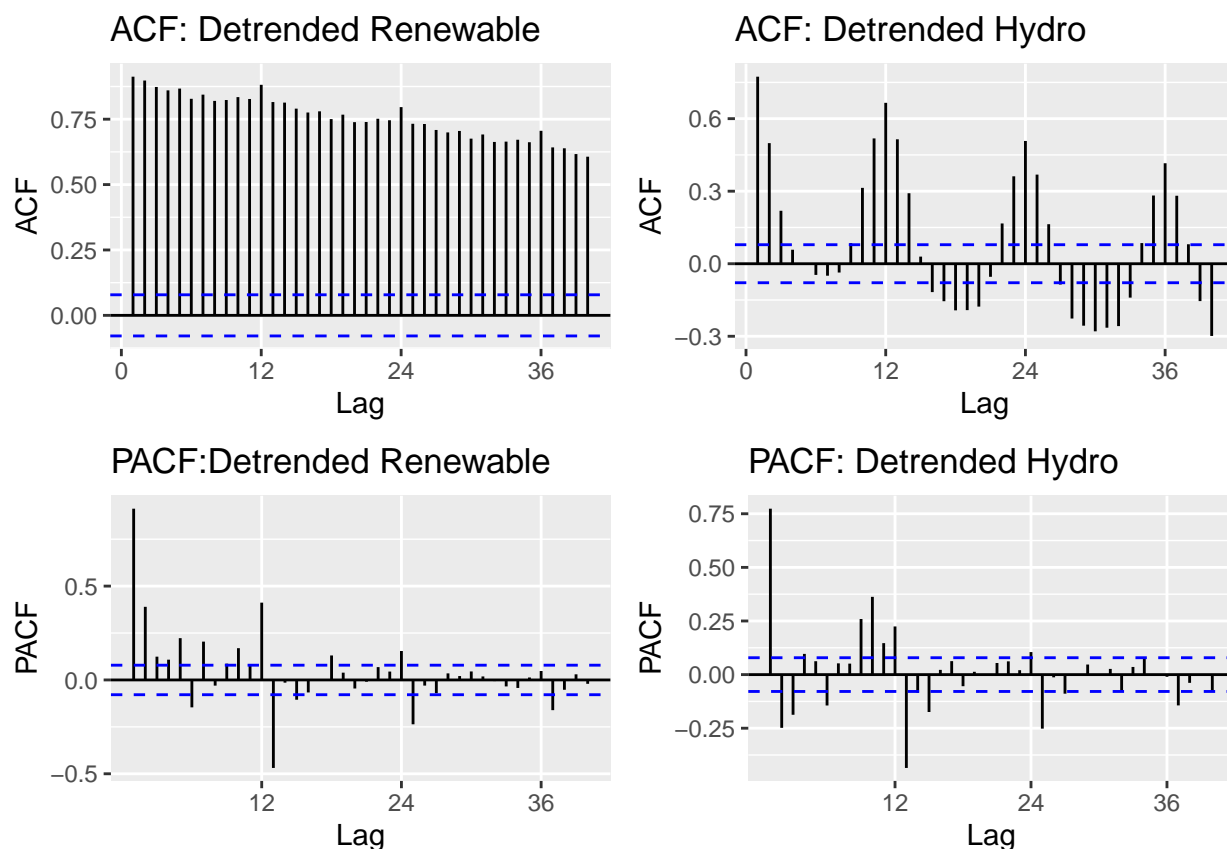 ACF: Detrended Renewable
ACF
0.75
0.50
0.25
0.00
0
12
24
36
Lag
ACF: Detrended Hydro
ACF
0.6
0.3
0.0
−0.3
0
12
24
36
Lag
PACF:Detrended Renewable
PACF
0.5
0.0
−0.5
12
24
36
Lag
PACF: Detrended Hydro
PACF
0.75
0.50
0.25
0.00
−0.25
12
24
36
Lag